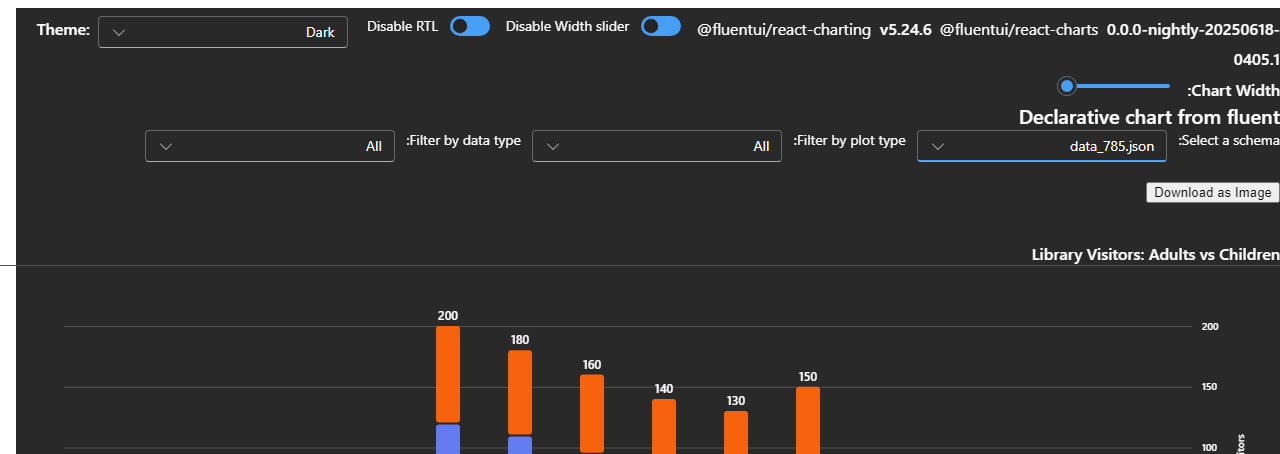 Theme: Dark Disable RTL Disable Width slider @fluentui/react-charting v5.24.6 @fluentui/react-charts 0.0.0-nightly-20250618-
0405.1
:Chart Width
Declarative chart from fluent
:Select a schema data_785.json :Filter by plot type All :Filter by data type All
Download as Image
Library Visitors: Adults vs Children
200
180
160
140
130
150
200
150
100